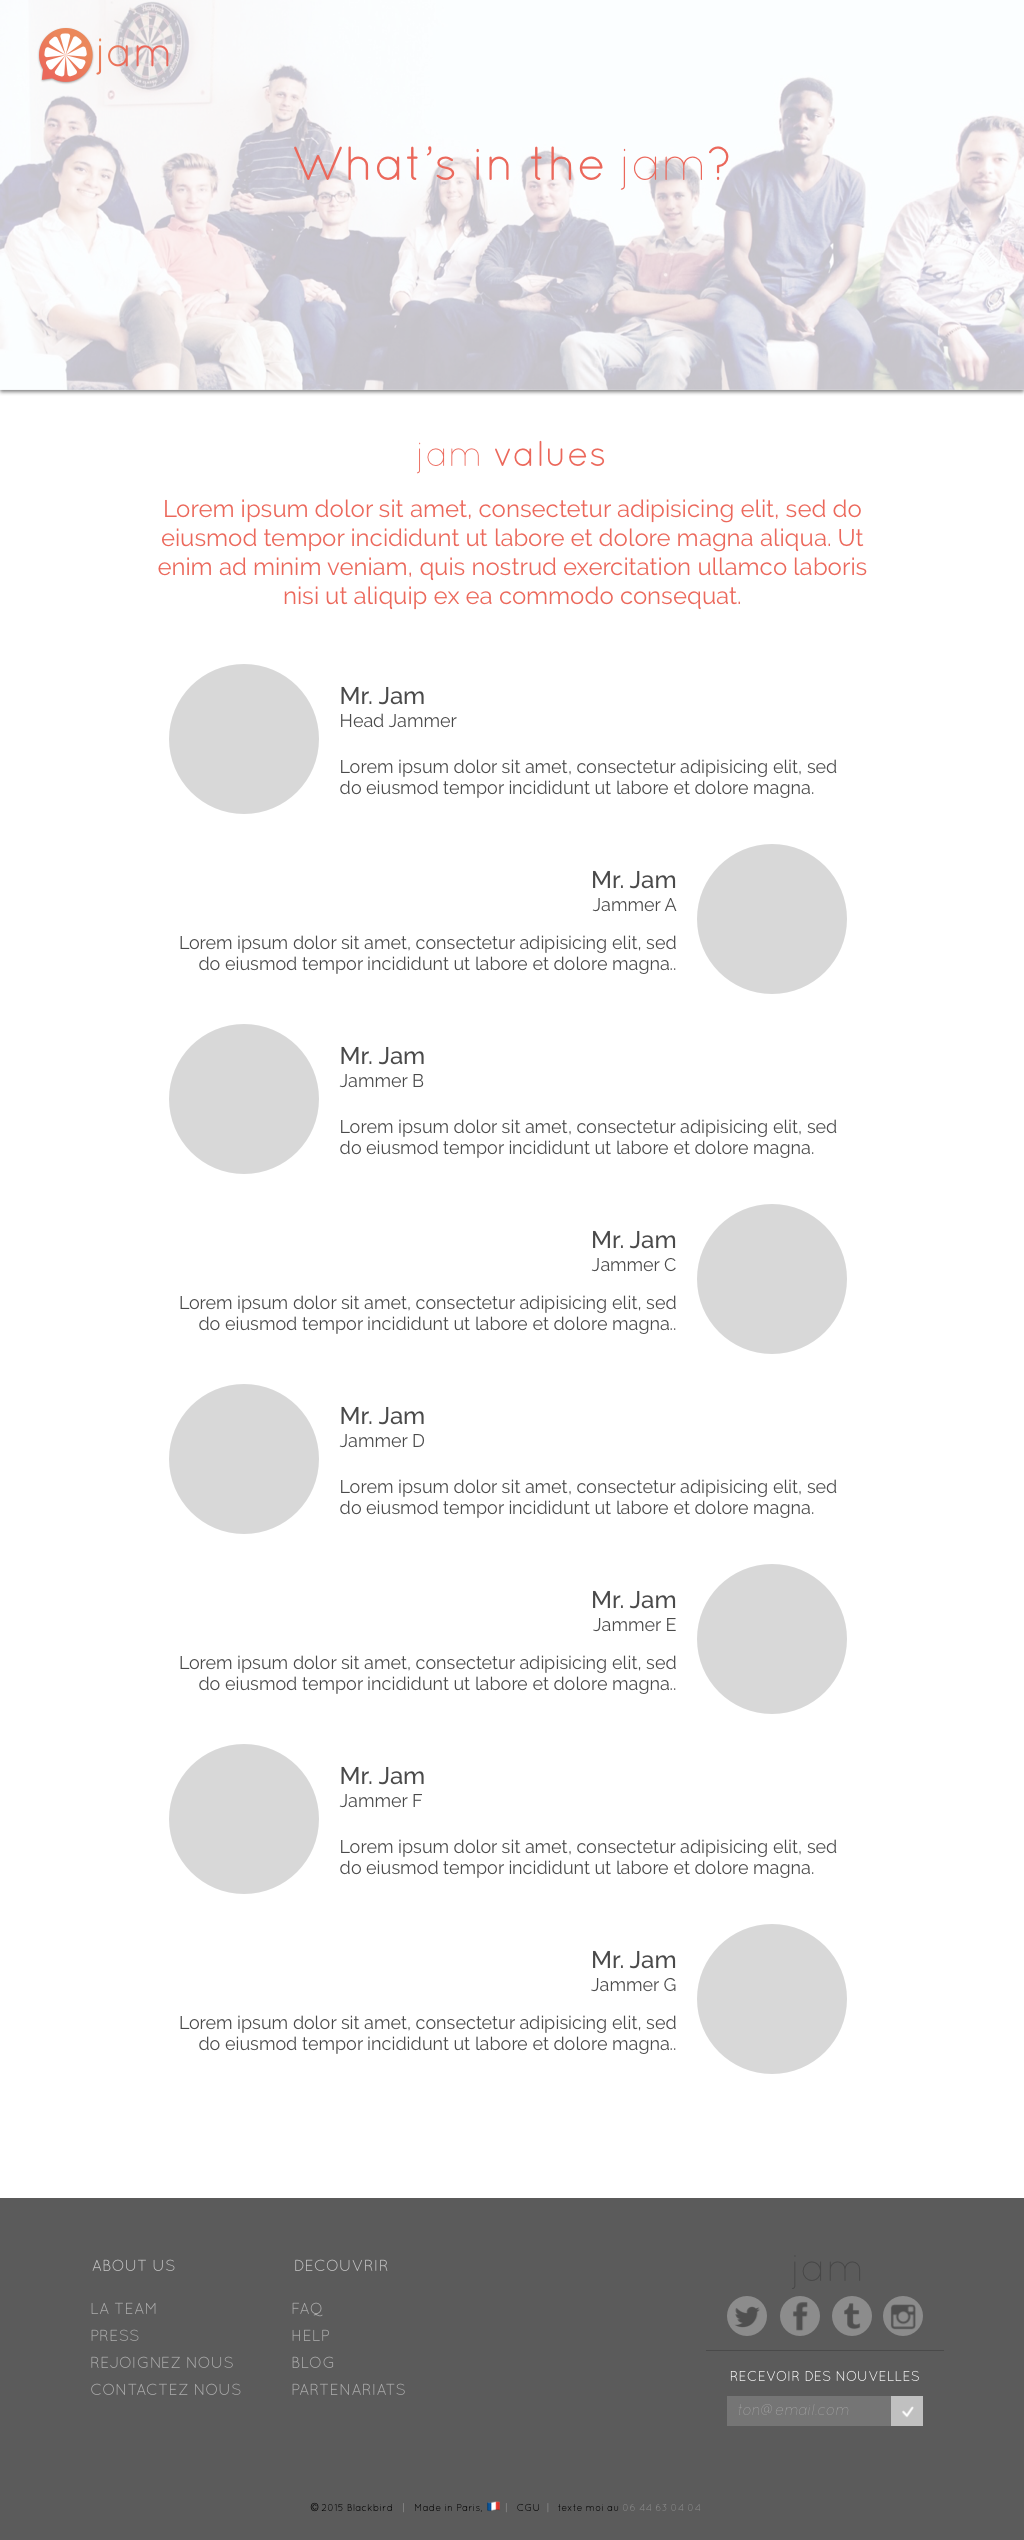 jam
What's in the jam?
jam values
Lorem ipsum dolor sit amet, consectetur adipisicing elit, sed do
eiusmod tempor incididunt ut labore et dolore magna aliqua. Ut
enim ad minim veniam, quis nostrud exercitation ullamco laboris
nisi ut aliquip ex ea commodo consequat.
Mr. Jam
Head Jammer
Lorem ipsum dolor sit amet, consectetur adipisicing elit, sed
do eiusmod tempor incididunt ut labore et dolore magna.
Mr. Jam
Jammer A
Lorem ipsum dolor sit amet, consectetur adipisicing elit, sed
do eiusmod tempor incididunt ut labore et dolore magna..
Mr. Jam
Jammer B
Lorem ipsum dolor sit amet, consectetur adipisicing elit, sed
do eiusmod tempor incididunt ut labore et dolore magna.
Mr. Jam
Jammer C
Lorem ipsum dolor sit amet, consectetur adipisicing elit, sed
do eiusmod tempor incididunt ut labore et dolore magna..
Mr. Jam
Jammer D
Lorem ipsum dolor sit amet, consectetur adipisicing elit, sed
do eiusmod tempor incididunt ut labore et dolore magna.
Mr. Jam
Jammer E
Lorem ipsum dolor sit amet, consectetur adipisicing elit, sed
do eiusmod tempor incididunt ut labore et dolore magna..
Mr. Jam
Jammer F
Lorem ipsum dolor sit amet, consectetur adipisicing elit, sed
do eiusmod tempor incididunt ut labore et dolore magna.
Mr. Jam
Jammer G
Lorem ipsum dolor sit amet, consectetur adipisicing elit, sed
do eiusmod tempor incididunt ut labore et dolore magna..
ABOUT US
LA TEAM
PRESS
REJOIGNEZ NOUS
CONTACTEZ NOUS
DECOUVRIR
FAQ
HELP
BLOG
PARTENARIATS
jam
RECEVOIR DES NOUVELLES
ton@email.com
© 2015 Blackbird | Made in Paris, 🇫🇷 | CGU | texte moi au 06 44 63 04 04